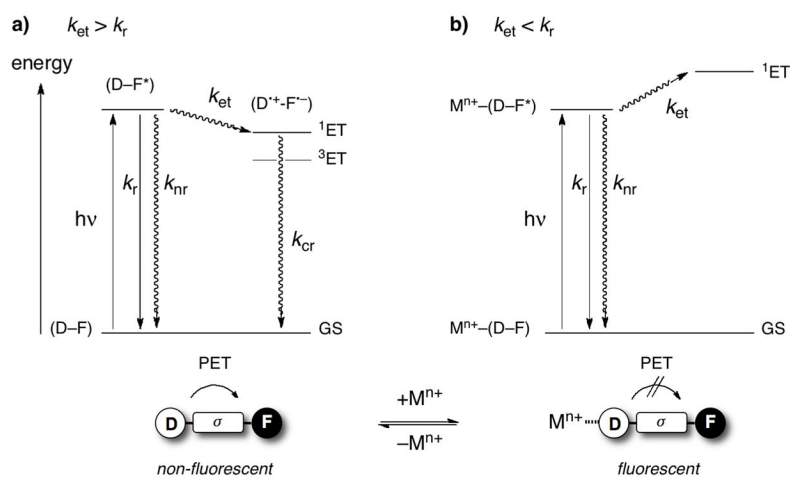 a) k_et > k_r
b) k_et < k_r
energy
(D–F*)
k_et
(D•+-F•–)
¹ET
³ET
k_r
k_nr
hν
k_cr
(D–F)
GS
¹ET
Mn+–(D–F*)
k_et
k_r
k_nr
hν
Mn+–(D–F)
GS
PET
D
σ
F
non-fluorescent
+Mn+
–Mn+
PET
Mn+
D
σ
F
fluorescent